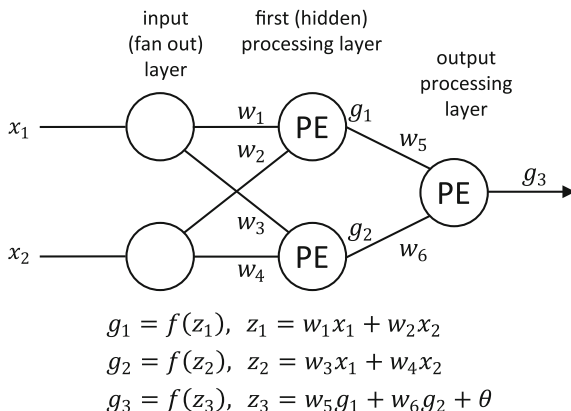 input
(fan out)
layer
first (hidden)
processing layer
output
processing
layer
x₁
w₁
PE
g₁
w₂
w₅
PE
g₃
x₂
w₃
w₄
PE
g₂
w₆
g₁ = f(z₁), z₁ = w₁x₁ + w₂x₂
g₂ = f(z₂), z₂ = w₃x₁ + w₄x₂
g₃ = f(z₃), z₃ = w₅g₁ + w₆g₂ + θ